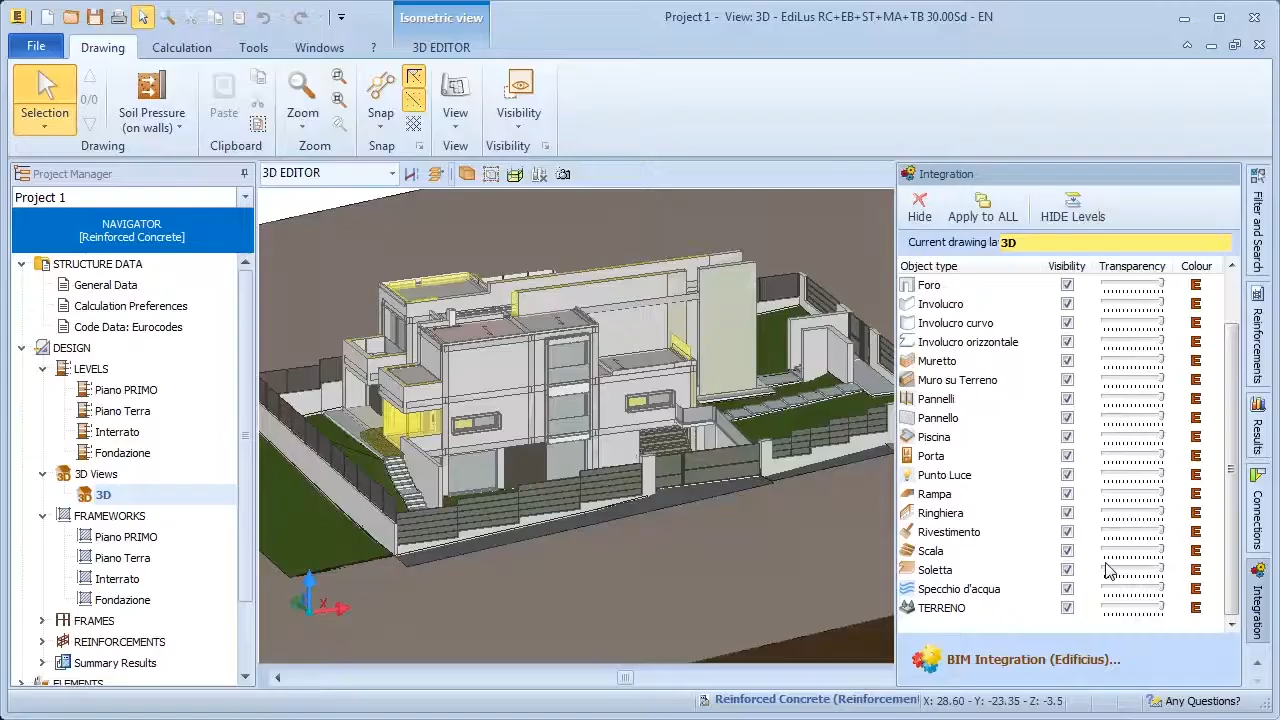 Isometric view
Project 1 - View: 3D - EdiLus RC+EB+ST+MA+TB 30.00Sd - EN
File
Drawing
Calculation
Tools
Windows
?
3D EDITOR
Selection
0/0
Soil Pressure
(on walls)
Drawing
Paste
Clipboard
Zoom
Zoom
Snap
Snap
View
View
Visibility
Visibility
Project Manager
Project 1
NAVIGATOR
[Reinforced Concrete]
STRUCTURE DATA
General Data
Calculation Preferences
Code Data: Eurocodes
DESIGN
LEVELS
Piano PRIMO
Piano Terra
Interrato
Fondazione
3D Views
3D
FRAMEWORKS
Piano PRIMO
Piano Terra
Interrato
Fondazione
FRAMES
REINFORCEMENTS
Summary Results
ELEMENTS
3D EDITOR
X
Integration
Hide
Apply to ALL
HIDE Levels
Current drawing la 3D
Object type Visibility Transparency Colour
Foro E
Involucro E
Involucro curvo E
Involucro orizzontale E
Muretto E
Muro su Terreno E
Pannelli E
Pannello E
Piscina E
Porta E
Punto Luce E
Rampa E
Ringhiera E
Rivestimento E
Scala E
Soletta E
Specchio d'acqua E
TERRENO E
BIM Integration (Edificius)...
Filter and Search
Reinforcements
Results
Connections
Integration
Reinforced Concrete (Reinforcemen
X: 28.60 - Y: -23.35 - Z: -3.5
Any Questions?